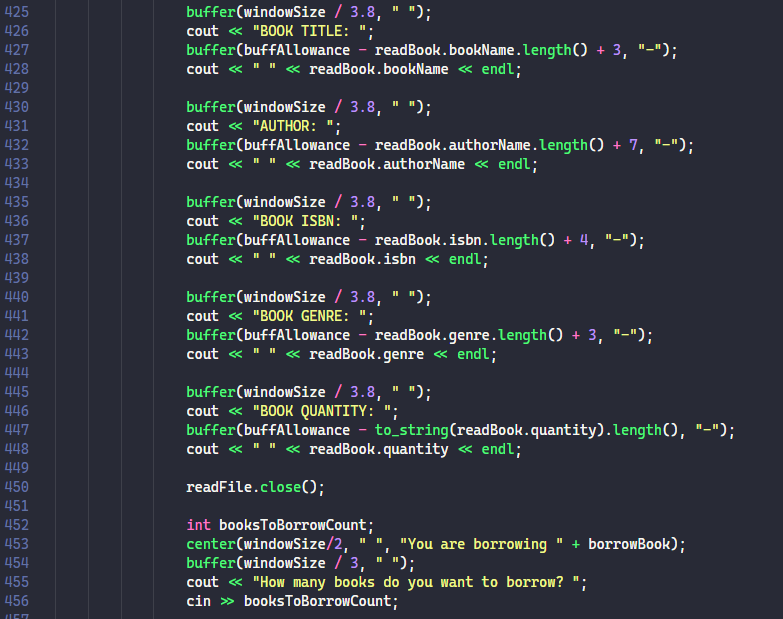 425 buffer(windowSize / 3.8, " ");
426 cout << "BOOK TITLE: ";
427 buffer(buffAllowance - readBook.bookName.length() + 3, "-");
428 cout << " " << readBook.bookName << endl;
429
430 buffer(windowSize / 3.8, " ");
431 cout << "AUTHOR: ";
432 buffer(buffAllowance - readBook.authorName.length() + 7, "-");
433 cout << " " << readBook.authorName << endl;
434
435 buffer(windowSize / 3.8, " ");
436 cout << "BOOK ISBN: ";
437 buffer(buffAllowance - readBook.isbn.length() + 4, "-");
438 cout << " " << readBook.isbn << endl;
439
440 buffer(windowSize / 3.8, " ");
441 cout << "BOOK GENRE: ";
442 buffer(buffAllowance - readBook.genre.length() + 3, "-");
443 cout << " " << readBook.genre << endl;
444
445 buffer(windowSize / 3.8, " ");
446 cout << "BOOK QUANTITY: ";
447 buffer(buffAllowance - to_string(readBook.quantity).length(), "-");
448 cout << " " << readBook.quantity << endl;
449
450 readFile.close();
451
452 int booksToBorrowCount;
453 center(windowSize/2, " ", "You are borrowing " + borrowBook);
454 buffer(windowSize / 3, " ");
455 cout << "How many books do you want to borrow? ";
456 cin >> booksToBorrowCount;
457